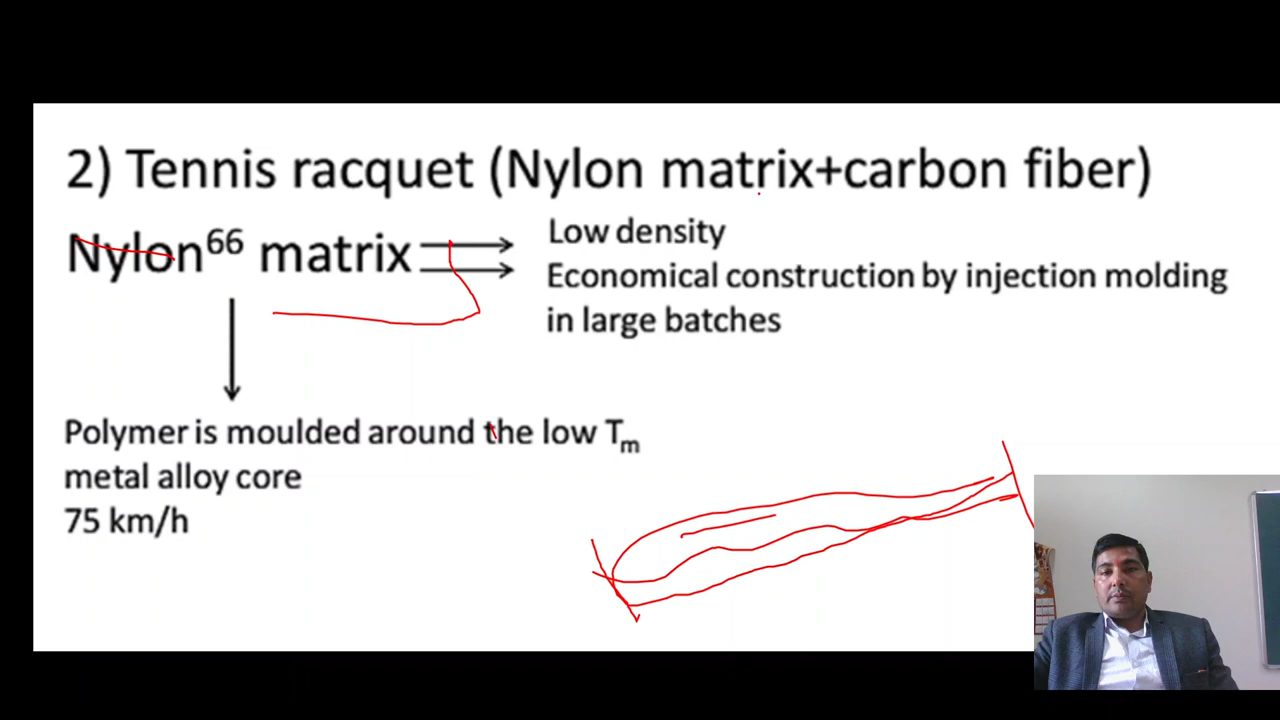 2) Tennis racquet (Nylon matrix+carbon fiber)
Nylon⁶⁶ matrix
Low density
Economical construction by injection molding
in large batches
Polymer is moulded around the low Tₘ
metal alloy core
75 km/h